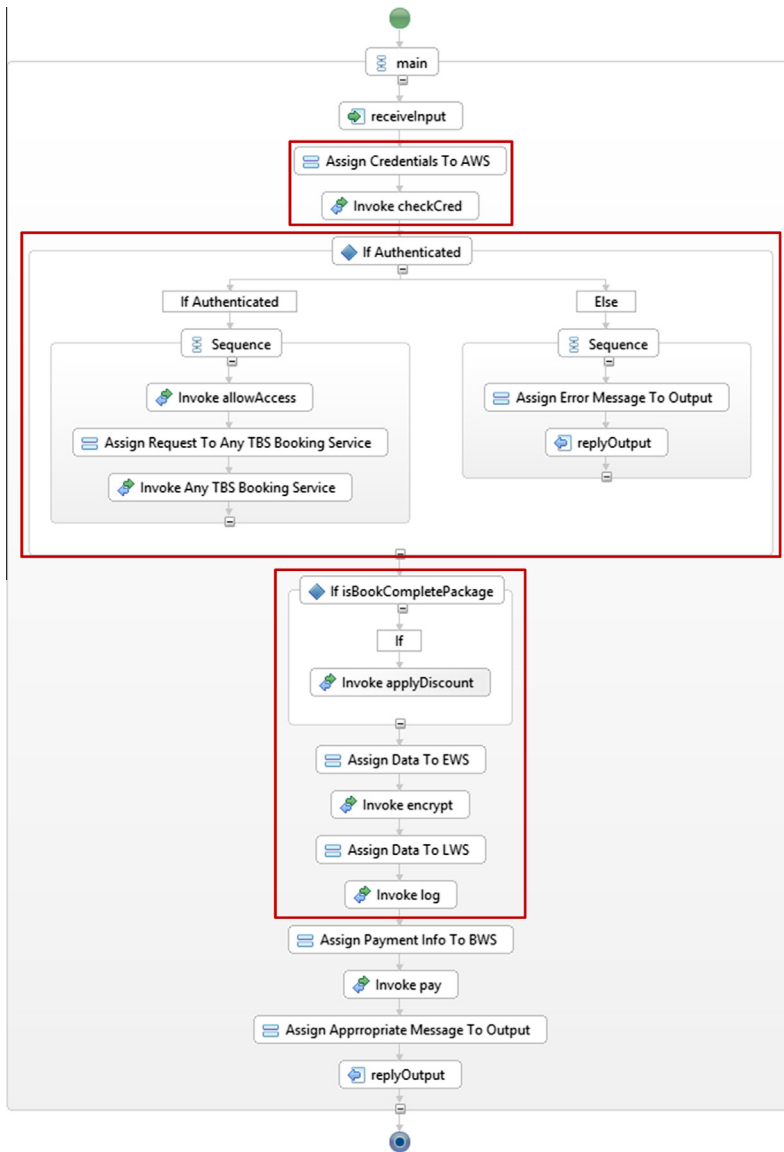 main
receiveInput
Assign Credentials To AWS
Invoke checkCred
If Authenticated
If Authenticated
Else
Sequence
Sequence
Invoke allowAccess
Assign Error Message To Output
Assign Request To Any TBS Booking Service
replyOutput
Invoke Any TBS Booking Service
If isBookCompletePackage
If
Invoke applyDiscount
Assign Data To EWS
Invoke encrypt
Assign Data To LWS
Invoke log
Assign Payment Info To BWS
Invoke pay
Assign Apprropriate Message To Output
replyOutput